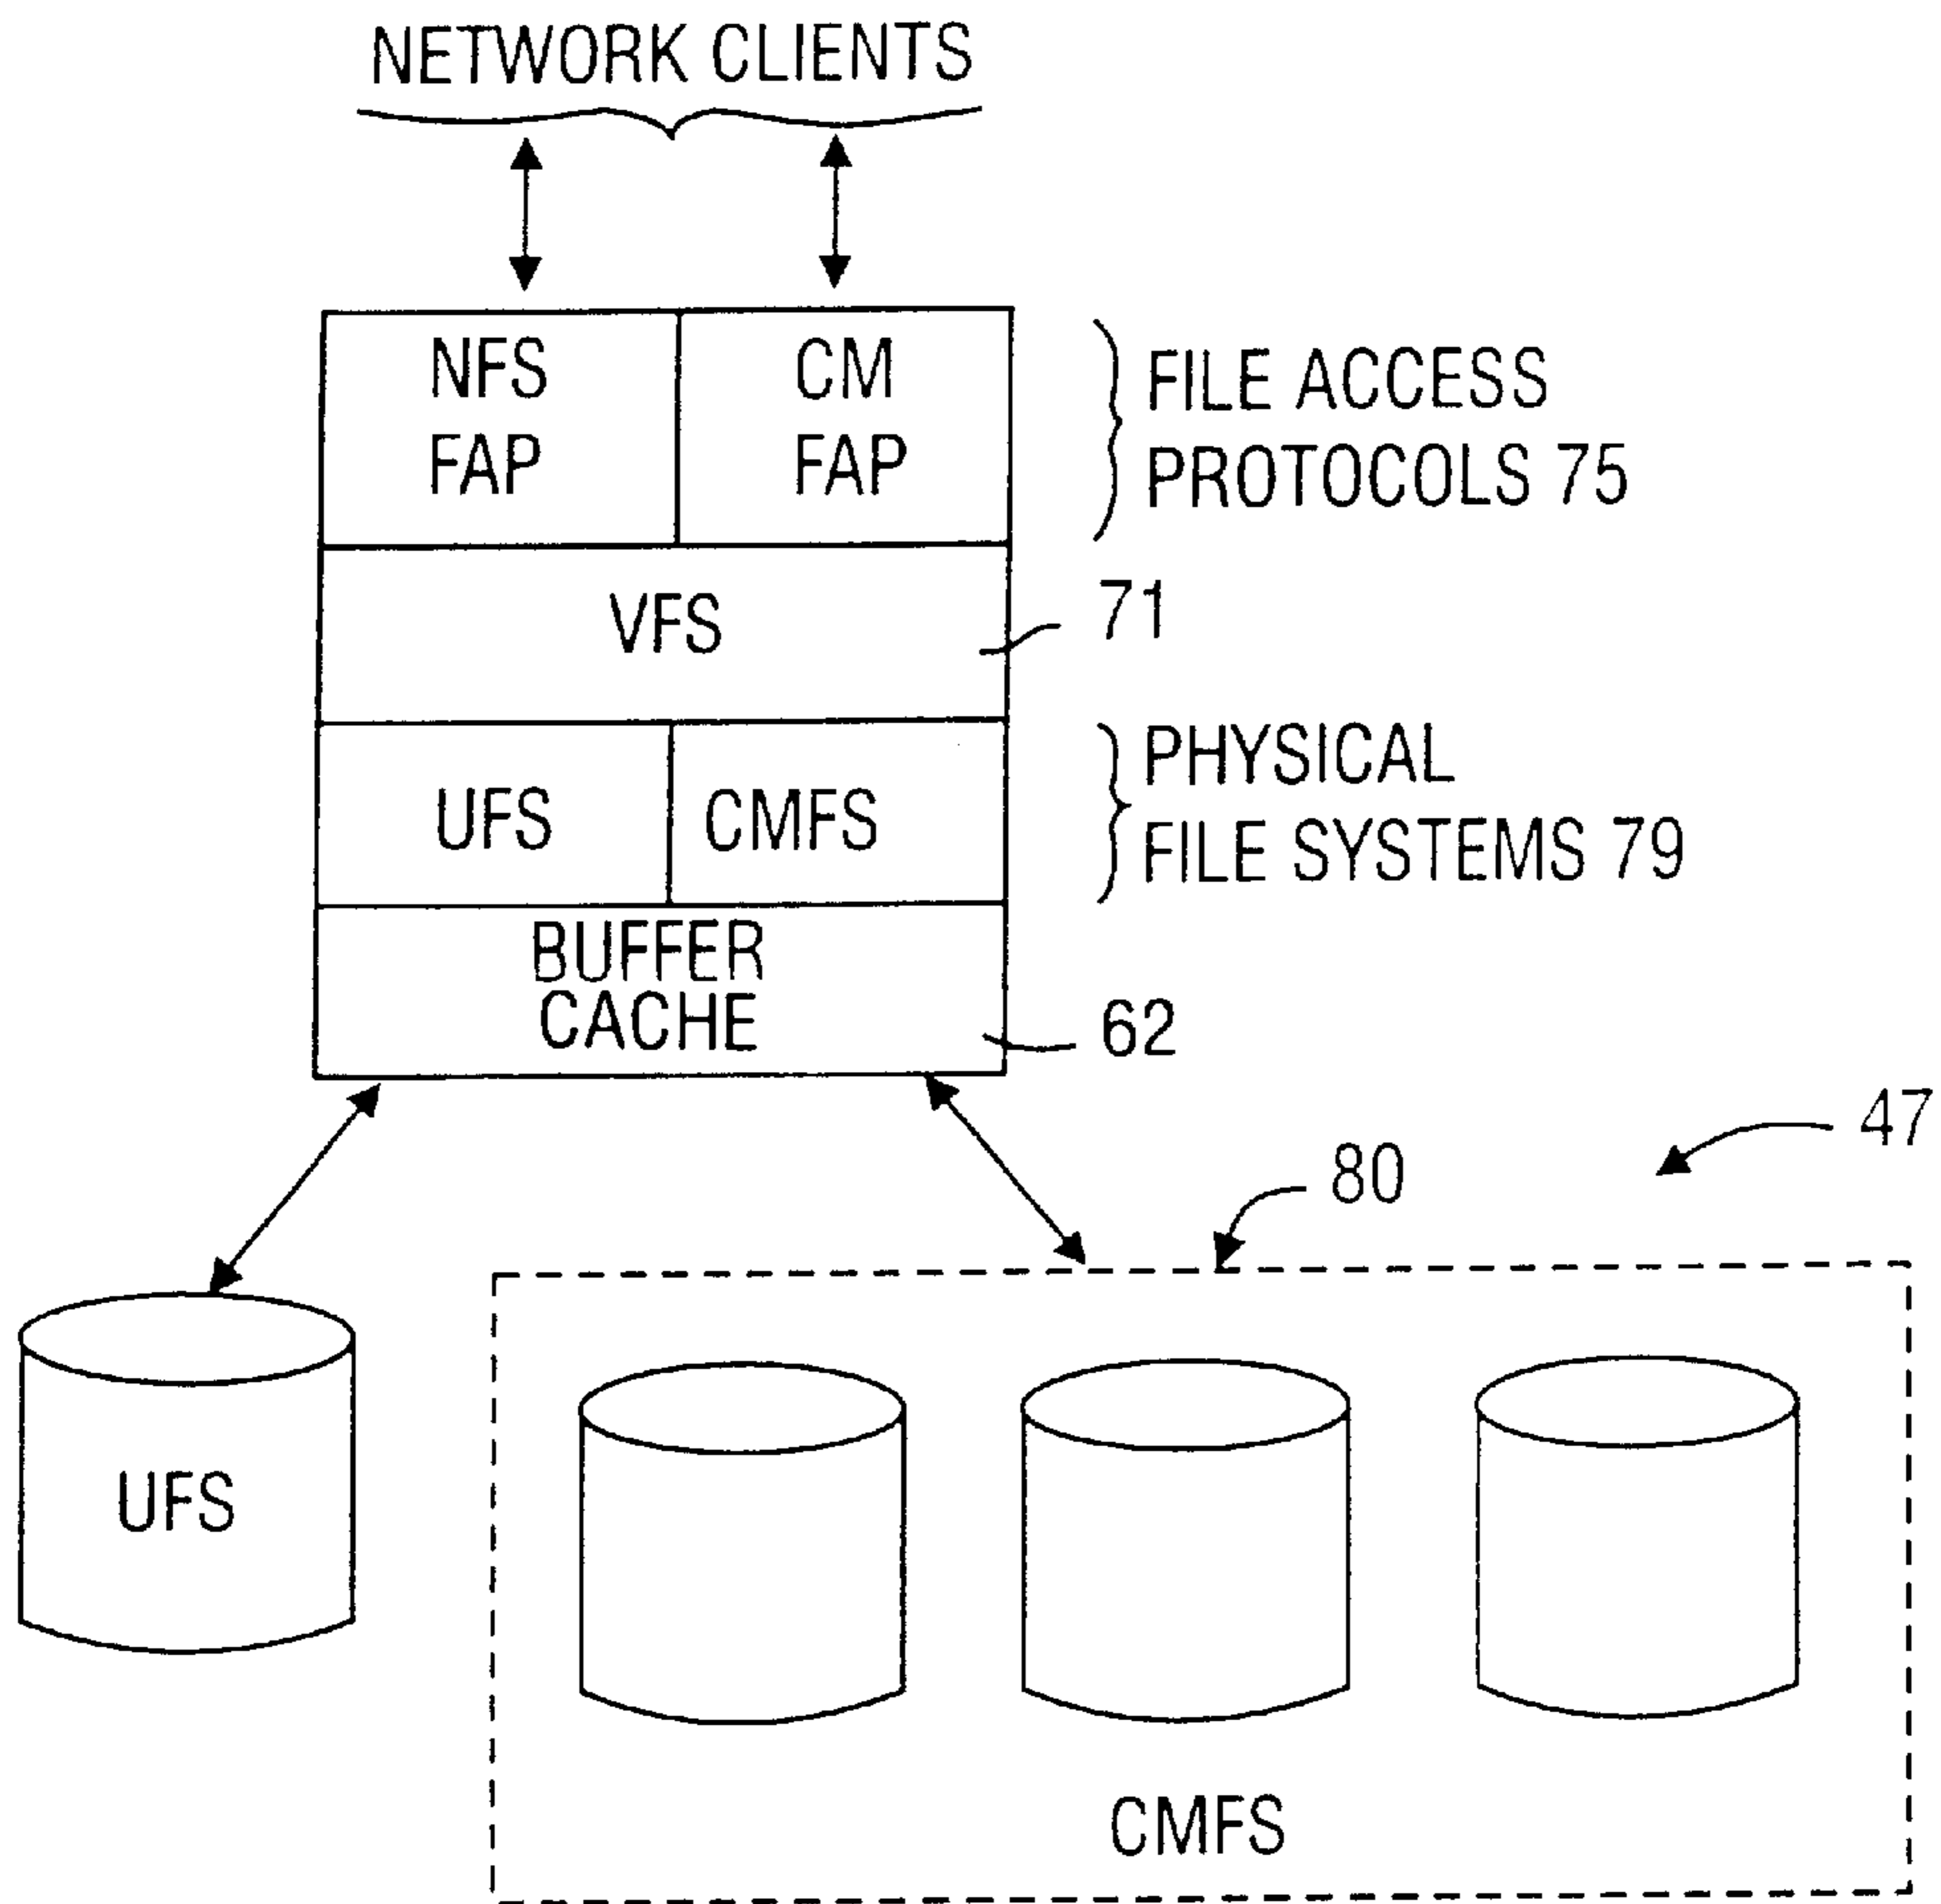 NETWORK CLIENTS
NFS
FAP
CM
FAP
FILE ACCESS
PROTOCOLS 75
VFS
71
UFS
CMFS
PHYSICAL
FILE SYSTEMS 79
BUFFER
CACHE
62
47
80
UFS
CMFS